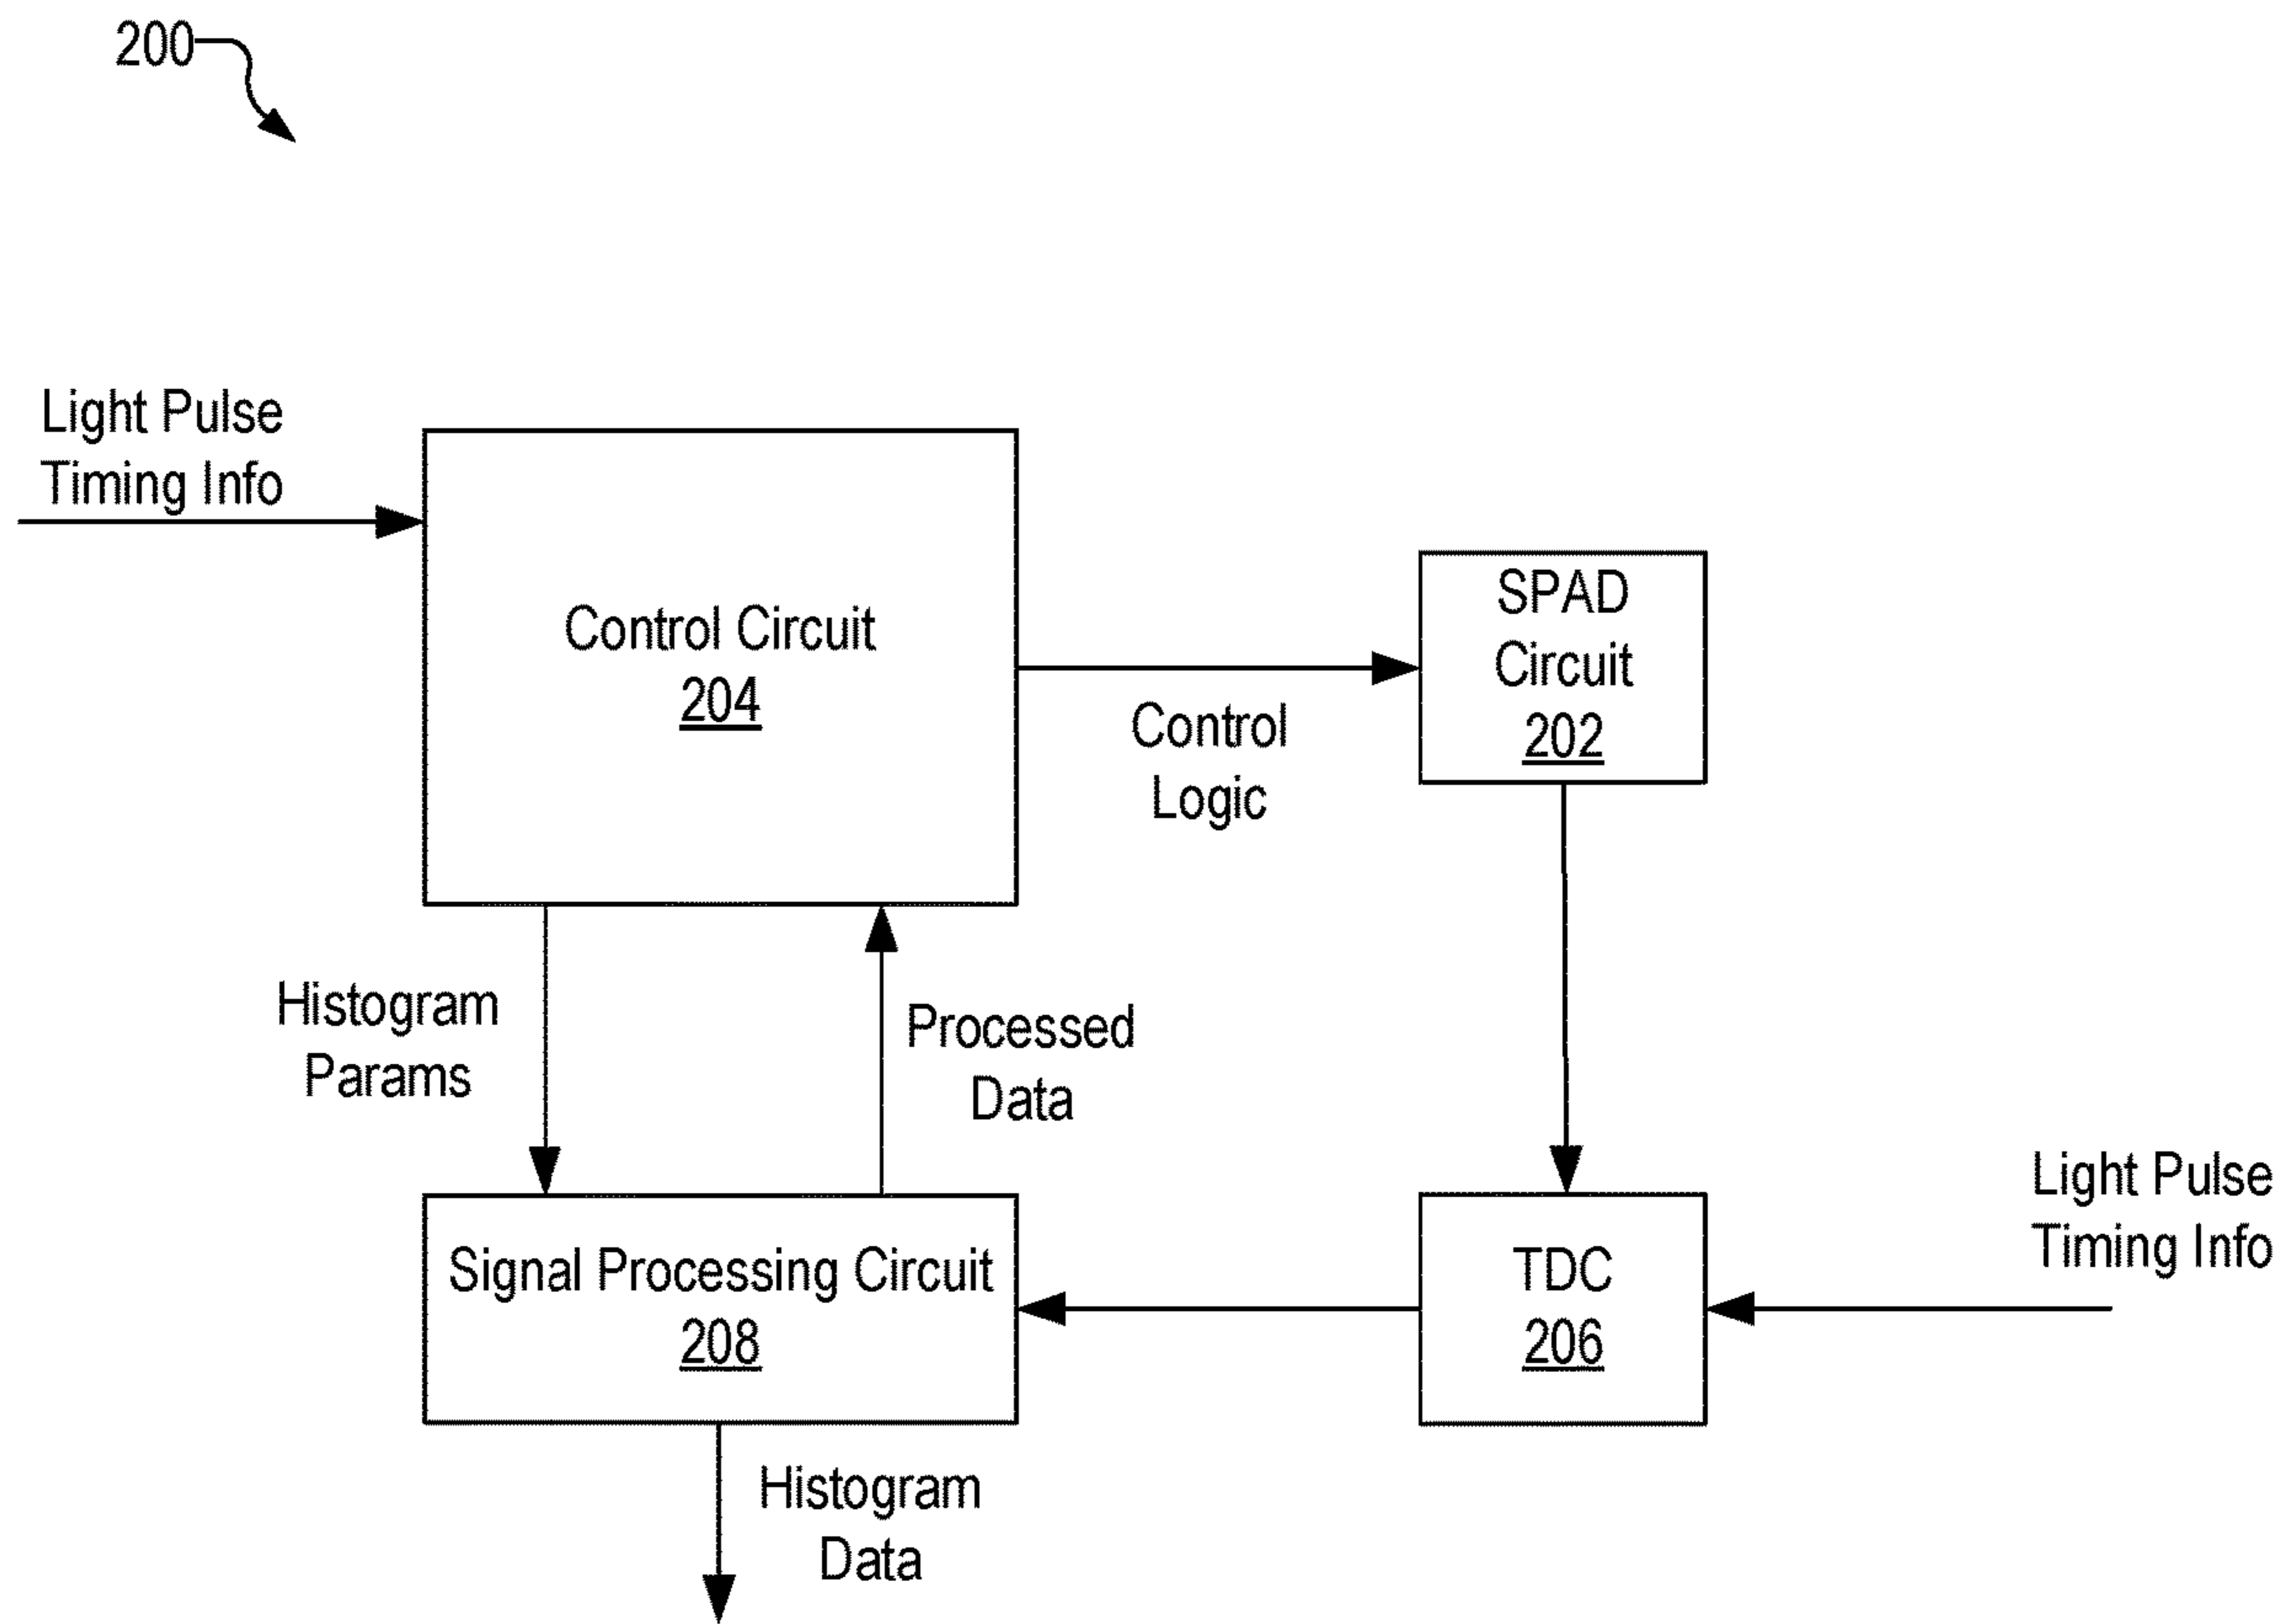 200
Light Pulse
Timing Info
Control Circuit
204
SPAD
Circuit
202
Control
Logic
Histogram
Params
Processed
Data
Light Pulse
Timing Info
Signal Processing Circuit
208
TDC
206
Histogram
Data